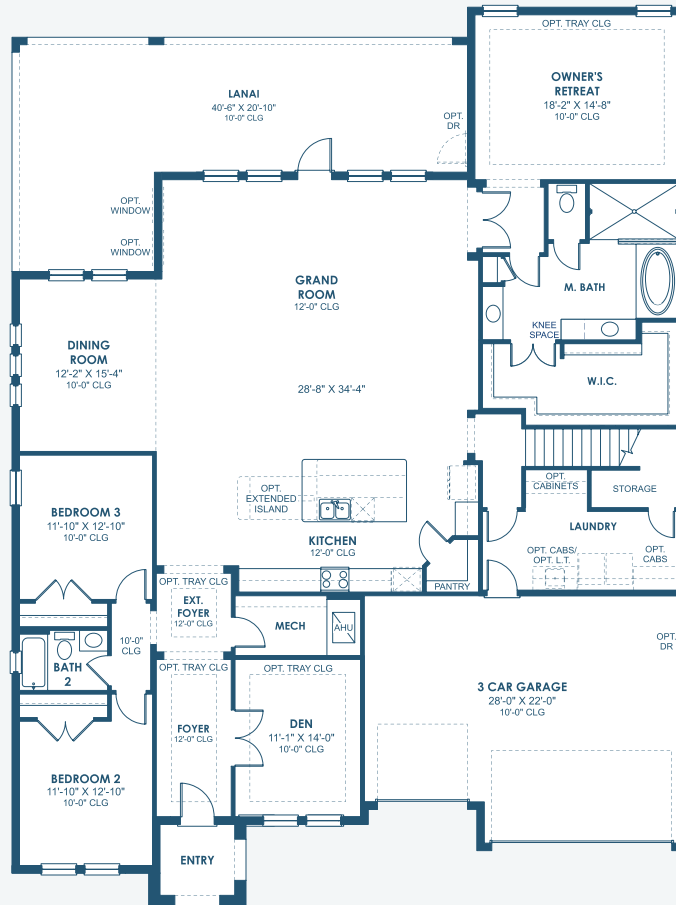 OPT. TRAY CLG
OWNER'S
RETREAT
18'-2" X 14'-8"
10'-0" CLG
LANAI
40'-6" X 20'-10"
10'-0" CLG
OPT.
DR
OPT.
WINDOW
OPT.
WINDOW
GRAND
ROOM
12'-0" CLG
28'-8" X 34'-4"
M. BATH
KNEE
SPACE
W.I.C.
DINING
ROOM
12'-2" X 15'-4"
10'-0" CLG
OPT.
EXTENDED
ISLAND
KITCHEN
12'-0" CLG
PANTRY
OPT.
CABINETS
STORAGE
LAUNDRY
OPT. CABS/
OPT. L.T.
OPT.
CABS
BEDROOM 3
11'-10" X 12'-10"
10'-0" CLG
OPT. TRAY CLG
EXT.
FOYER
12'-0" CLG
MECH
AHU
10'-0"
CLG
BATH
2
OPT. TRAY CLG
FOYER
12'-0" CLG
OPT. TRAY CLG
DEN
11'-1" X 14'-0"
10'-0" CLG
OPT.
DR
3 CAR GARAGE
28'-0" X 22'-0"
10'-0" CLG
BEDROOM 2
11'-10" X 12'-10"
10'-0" CLG
ENTRY